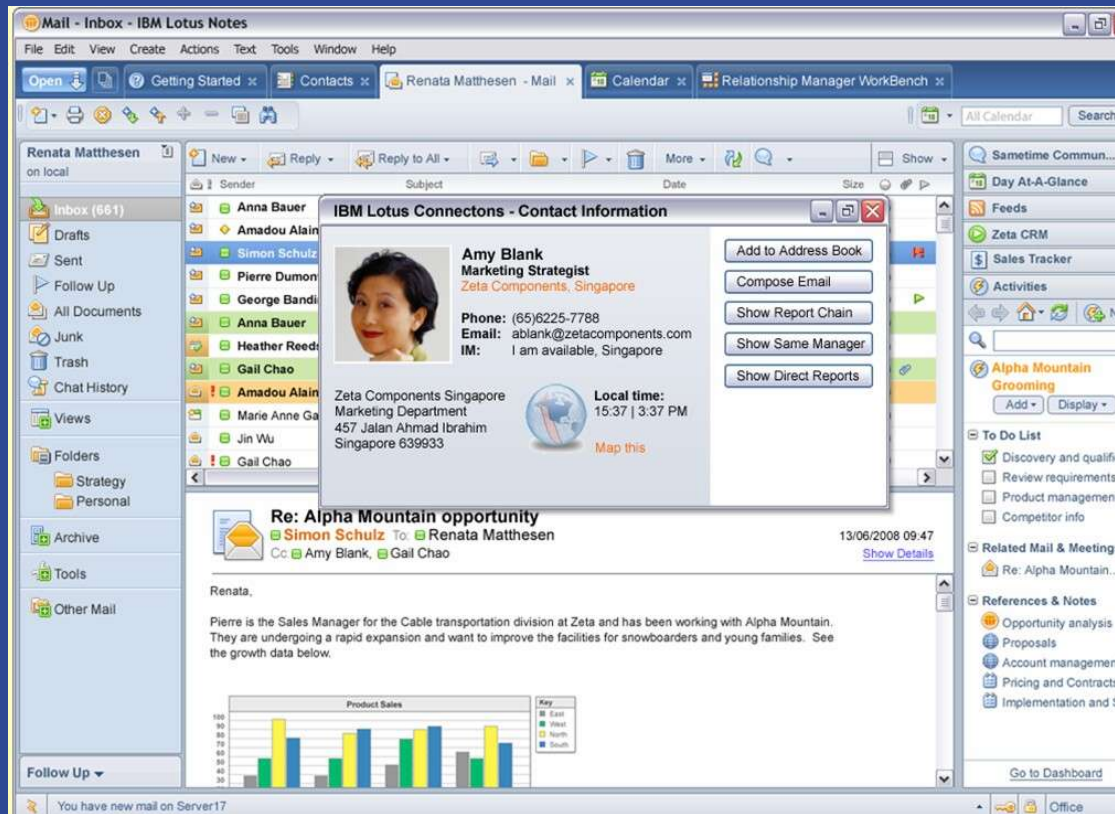 Mail - Inbox - IBM Lotus Notes
File Edit View Create Actions Text Tools Window Help
Open Getting Started Contacts Renata Matthesen - Mail Calendar Relationship Manager WorkBench
All Calendar Search
Renata Matthesen
on local
Inbox (661)
Drafts
Sent
Follow Up
All Documents
Junk
Trash
Chat History
Views
Folders
Strategy
Personal
Archive
Tools
Other Mail
Follow Up
New Reply Reply to All More Show
Sender Subject Date Size
Anna Bauer
Amadou Alain
Simon Schulz
Pierre Dumon
George Bandi
Anna Bauer
Heather Reeds
Gail Chao
Amadou Alain
Marie Anne Ga
Jin Wu
Gail Chao
IBM Lotus Connectons - Contact Information
Amy Blank
Marketing Strategist
Zeta Components, Singapore
Phone: (65)6225-7788
Email: ablank@zetacomponents.com
IM: I am available, Singapore
Zeta Components Singapore
Marketing Department
457 Jalan Ahmad Ibrahim
Singapore 639933
Local time:
15:37 | 3:37 PM
Map this
Add to Address Book
Compose Email
Show Report Chain
Show Same Manager
Show Direct Reports
Re: Alpha Mountain opportunity
Simon Schulz To: Renata Matthesen
Cc: Amy Blank, Gail Chao
13/06/2008 09:47
Show Details
Renata,
Pierre is the Sales Manager for the Cable transportation division at Zeta and has been working with Alpha Mountain.
They are undergoing a rapid expansion and want to improve the facilities for snowboarders and young families. See
the growth data below.
Product Sales
100
90
80
70
60
50
40
30
Key
East
West
North
South
Sametime Commun...
Day At-A-Glance
Feeds
Zeta CRM
Sales Tracker
Activities
Alpha Mountain
Grooming
Add Display
To Do List
Discovery and qualifi
Review requirements
Product managemen
Competitor info
Related Mail & Meeting
Re: Alpha Mountain..
References & Notes
Opportunity analysis
Proposals
Account managemen
Pricing and Contracts
Implementation and S
Go to Dashboard
You have new mail on Server17
Office